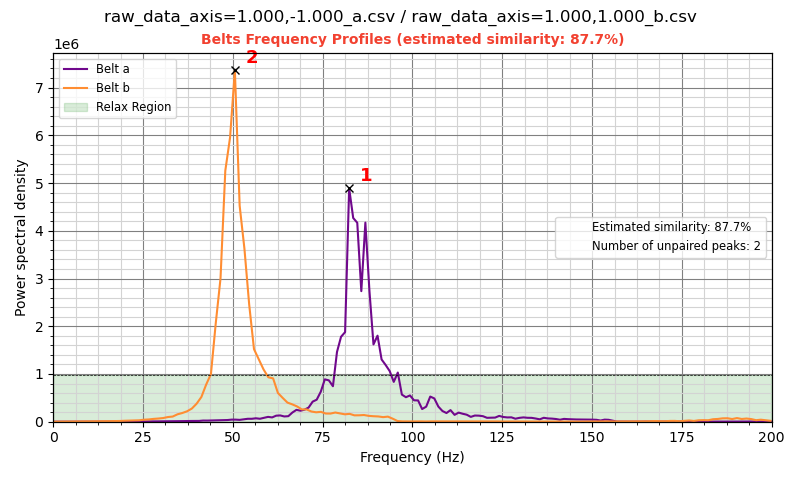 raw_data_axis=1.000,-1.000_a.csv / raw_data_axis=1.000,1.000_b.csv
Belts Frequency Profiles (estimated similarity: 87.7%)
1e6
2
Belt a
Belt b
Relax Region
1
Estimated similarity: 87.7%
Number of unpaired peaks: 2
Power spectral density
7
6
5
4
3
2
1
0
0 25 50 75 100 125 150 175 200
Frequency (Hz)